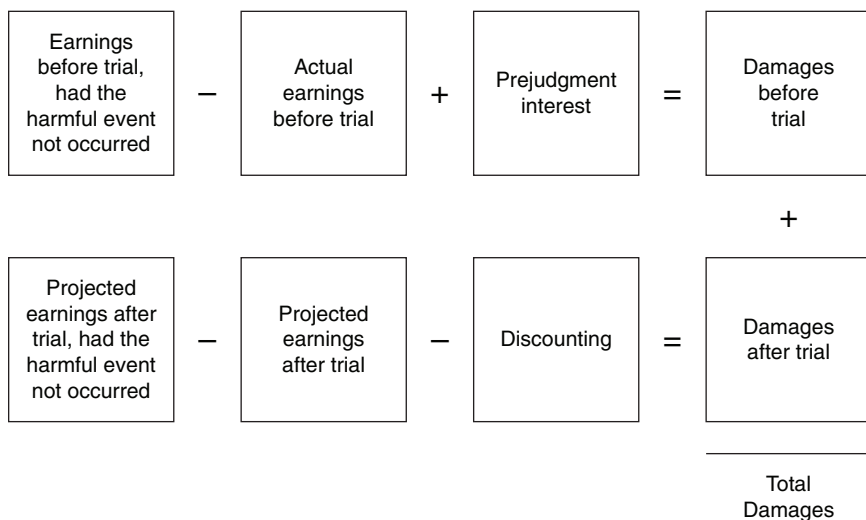 Earnings
before trial,
had the
harmful event
not occurred
−
Actual
earnings
before trial
+
Prejudgment
interest
=
Damages
before
trial
+
Projected
earnings after
trial, had the
harmful event
not occurred
−
Projected
earnings
after trial
−
Discounting
=
Damages
after trial
Total
Damages